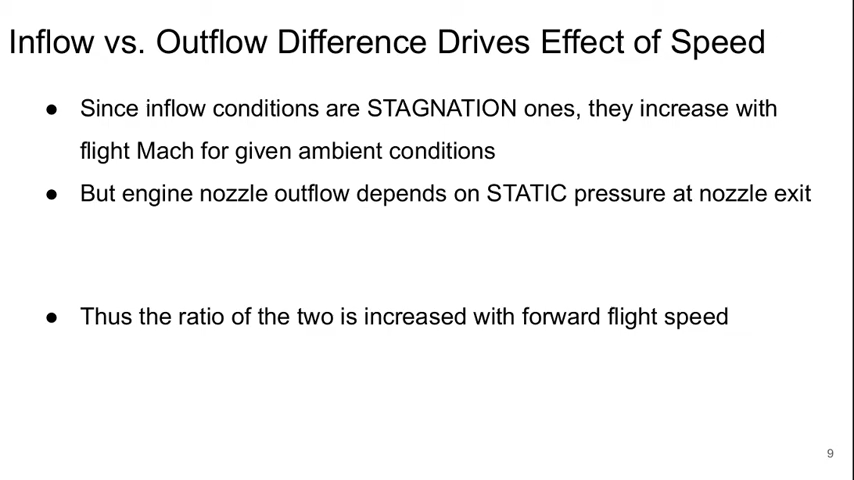 Inflow vs. Outflow Difference Drives Effect of Speed
● Since inflow conditions are STAGNATION ones, they increase with
flight Mach for given ambient conditions
● But engine nozzle outflow depends on STATIC pressure at nozzle exit
● Thus the ratio of the two is increased with forward flight speed
9